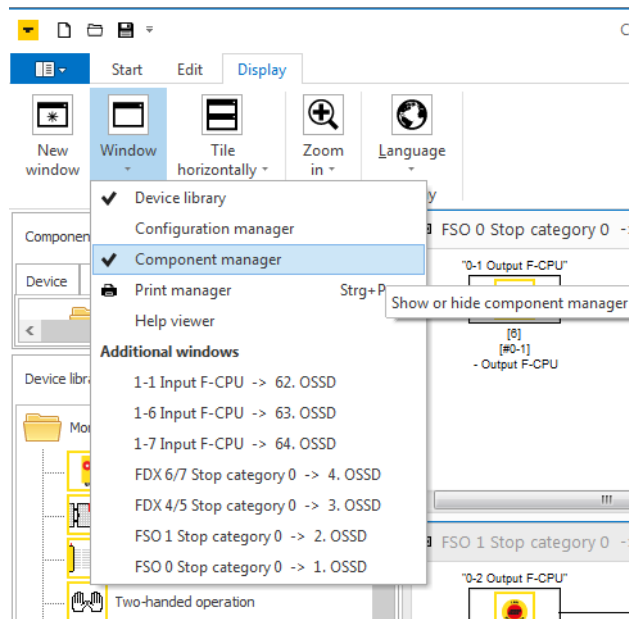 C
Start Edit Display
New window
Window
Tile horizontally
Zoom in
Language
y
Device library
Configuration manager
Component manager
Print manager Strg+P
Help viewer
Additional windows
1-1 Input F-CPU -> 62. OSSD
1-6 Input F-CPU -> 63. OSSD
1-7 Input F-CPU -> 64. OSSD
FDX 6/7 Stop category 0 -> 4. OSSD
FDX 4/5 Stop category 0 -> 3. OSSD
FSO 1 Stop category 0 -> 2. OSSD
FSO 0 Stop category 0 -> 1. OSSD
Show or hide component manager
Componen
Device
Device libr
Mo
Two-handed operation
FSO 0 Stop category 0 -
"0-1 Output F-CPU"
[6]
[#0-1]
- Output F-CPU
FSO 1 Stop category 0 -
"0-2 Output F-CPU"